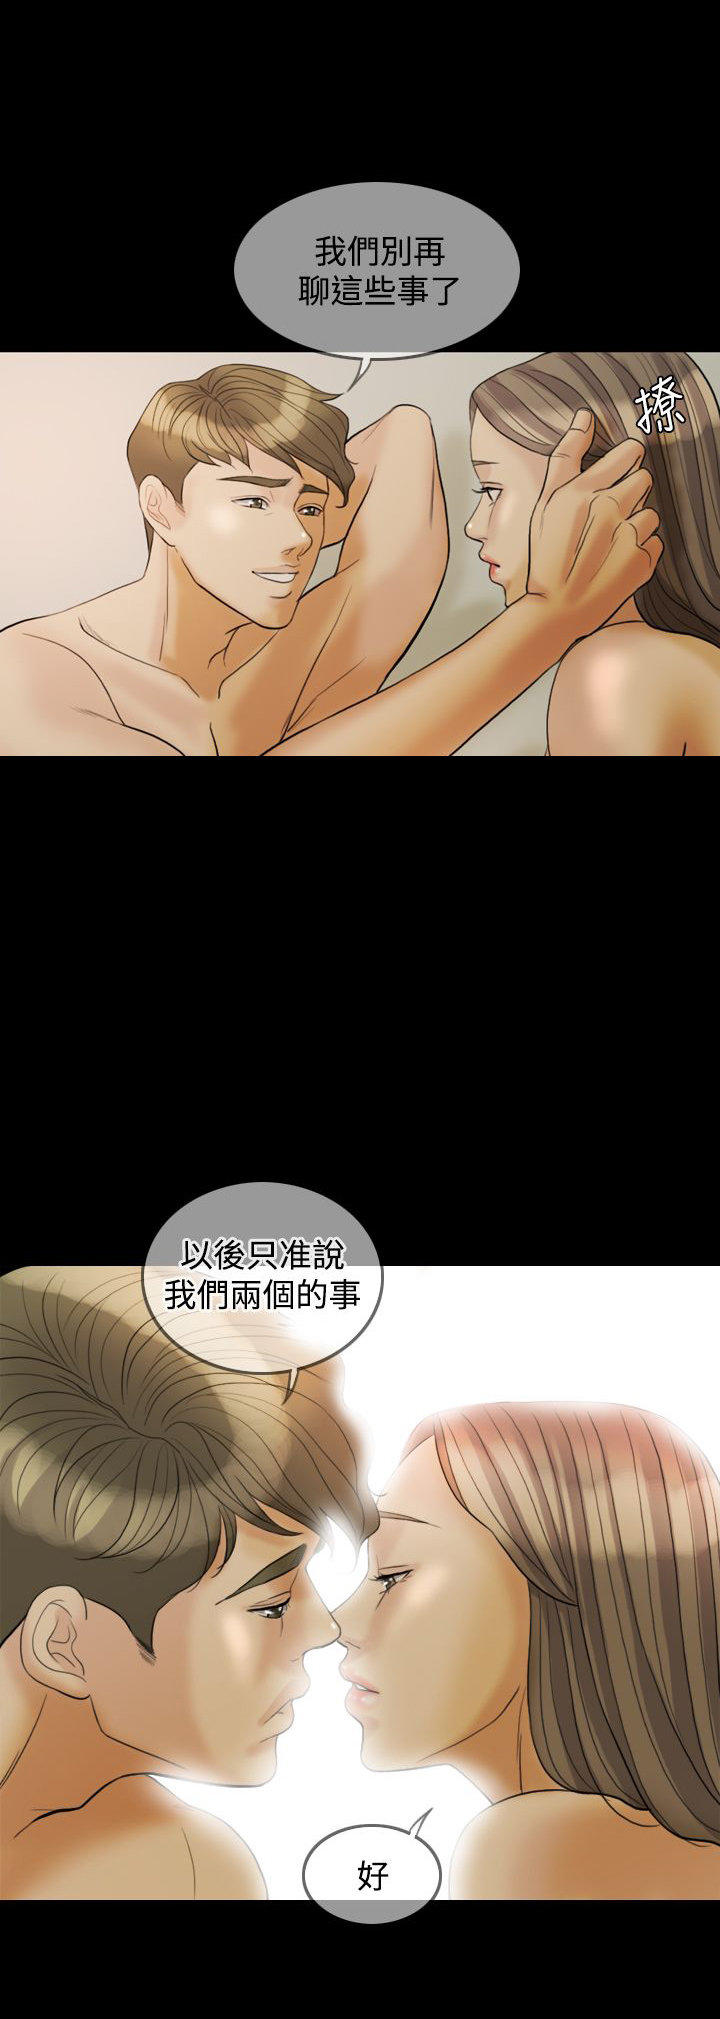 我們別再
聊這些事了
撩
以後只准說
我們兩個的事
好